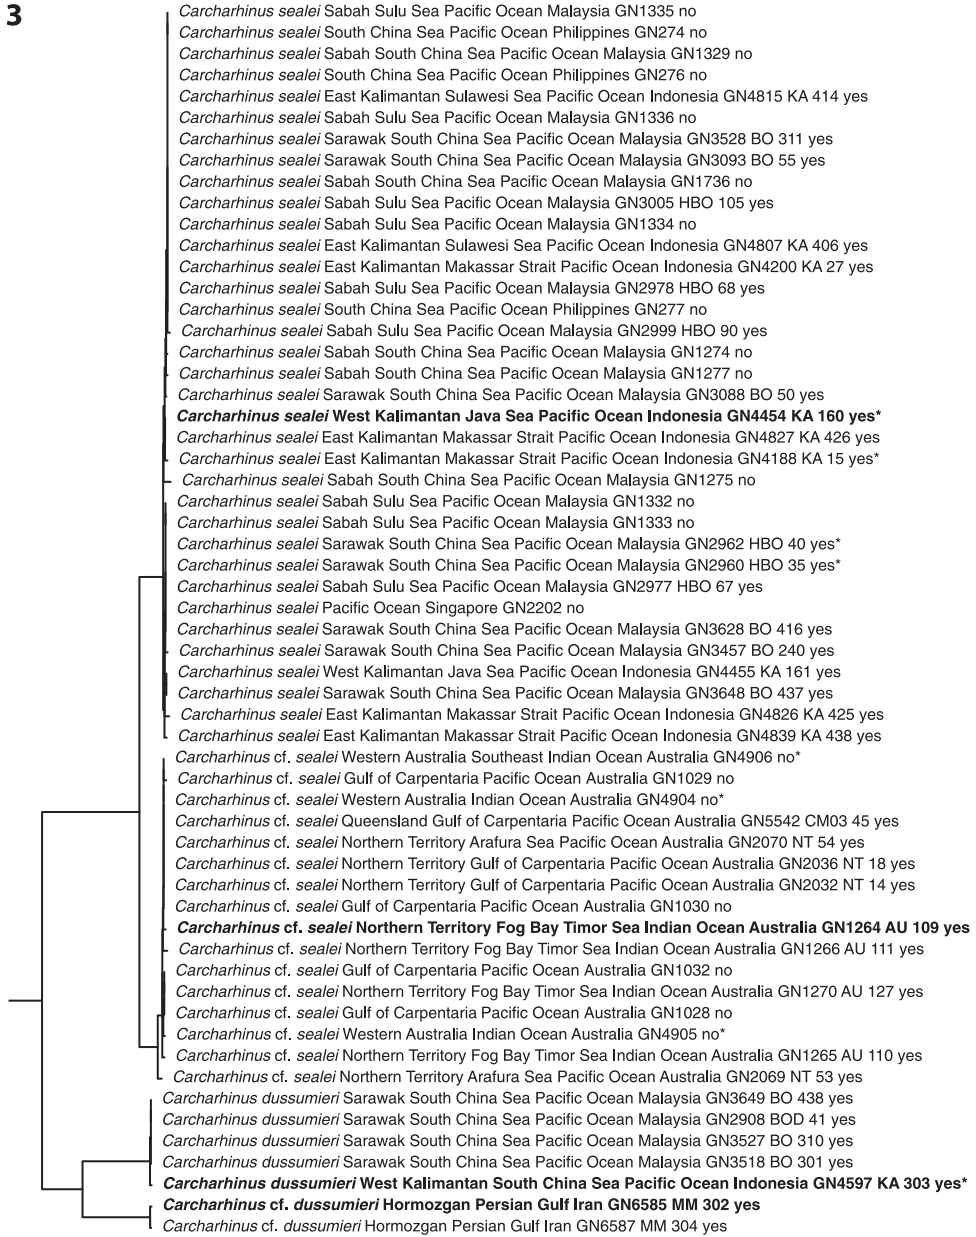 3
Carcharhinus sealei Sabah Sulu Sea Pacific Ocean Malaysia GN1335 no
Carcharhinus sealei South China Sea Pacific Ocean Philippines GN274 no
Carcharhinus sealei Sabah South China Sea Pacific Ocean Malaysia GN1329 no
Carcharhinus sealei South China Sea Pacific Ocean Philippines GN276 no
Carcharhinus sealei East Kalimantan Sulawesi Sea Pacific Ocean Indonesia GN4815 KA 414 yes
Carcharhinus sealei Sabah Sulu Sea Pacific Ocean Malaysia GN1336 no
Carcharhinus sealei Sarawak South China Sea Pacific Ocean Malaysia GN3528 BO 311 yes
Carcharhinus sealei Sarawak South China Sea Pacific Ocean Malaysia GN3093 BO 55 yes
Carcharhinus sealei Sabah South China Sea Pacific Ocean Malaysia GN1736 no
Carcharhinus sealei Sabah Sulu Sea Pacific Ocean Malaysia GN3005 HBO 105 yes
Carcharhinus sealei Sabah Sulu Sea Pacific Ocean Malaysia GN1334 no
Carcharhinus sealei East Kalimantan Sulawesi Sea Pacific Ocean Indonesia GN4807 KA 406 yes
Carcharhinus sealei East Kalimantan Makassar Strait Pacific Ocean Indonesia GN4200 KA 27 yes
Carcharhinus sealei Sabah Sulu Sea Pacific Ocean Malaysia GN2978 HBO 68 yes
Carcharhinus sealei South China Sea Pacific Ocean Philippines GN277 no
Carcharhinus sealei Sabah Sulu Sea Pacific Ocean Malaysia GN2999 HBO 90 yes
Carcharhinus sealei Sabah South China Sea Pacific Ocean Malaysia GN1274 no
Carcharhinus sealei Sabah South China Sea Pacific Ocean Malaysia GN1277 no
Carcharhinus sealei Sarawak South China Sea Pacific Ocean Malaysia GN3088 BO 50 yes
Carcharhinus sealei West Kalimantan Java Sea Pacific Ocean Indonesia GN4454 KA 160 yes*
Carcharhinus sealei East Kalimantan Makassar Strait Pacific Ocean Indonesia GN4827 KA 426 yes
Carcharhinus sealei East Kalimantan Makassar Strait Pacific Ocean Indonesia GN4188 KA 15 yes*
Carcharhinus sealei Sabah South China Sea Pacific Ocean Malaysia GN1275 no
Carcharhinus sealei Sabah Sulu Sea Pacific Ocean Malaysia GN1332 no
Carcharhinus sealei Sabah Sulu Sea Pacific Ocean Malaysia GN1333 no
Carcharhinus sealei Sarawak South China Sea Pacific Ocean Malaysia GN2962 HBO 40 yes*
Carcharhinus sealei Sarawak South China Sea Pacific Ocean Malaysia GN2960 HBO 35 yes*
Carcharhinus sealei Sabah Sulu Sea Pacific Ocean Malaysia GN2977 HBO 67 yes
Carcharhinus sealei Pacific Ocean Singapore GN2202 no
Carcharhinus sealei Sarawak South China Sea Pacific Ocean Malaysia GN3628 BO 416 yes
Carcharhinus sealei Sarawak South China Sea Pacific Ocean Malaysia GN3457 BO 240 yes
Carcharhinus sealei West Kalimantan Java Sea Pacific Ocean Indonesia GN4455 KA 161 yes
Carcharhinus sealei Sarawak South China Sea Pacific Ocean Malaysia GN3648 BO 437 yes
Carcharhinus sealei East Kalimantan Makassar Strait Pacific Ocean Indonesia GN4826 KA 425 yes
Carcharhinus sealei East Kalimantan Makassar Strait Pacific Ocean Indonesia GN4839 KA 438 yes
Carcharhinus cf. sealei Western Australia Southeast Indian Ocean Australia GN4906 no*
Carcharhinus cf. sealei Gulf of Carpentaria Pacific Ocean Australia GN1029 no
Carcharhinus cf. sealei Western Australia Indian Ocean Australia GN4904 no*
Carcharhinus cf. sealei Queensland Gulf of Carpentaria Pacific Ocean Australia GN5542 CM03 45 yes
Carcharhinus cf. sealei Northern Territory Arafura Sea Pacific Ocean Australia GN2070 NT 54 yes
Carcharhinus cf. sealei Northern Territory Gulf of Carpentaria Pacific Ocean Australia GN2036 NT 18 yes
Carcharhinus cf. sealei Northern Territory Gulf of Carpentaria Pacific Ocean Australia GN2032 NT 14 yes
Carcharhinus cf. sealei Gulf of Carpentaria Pacific Ocean Australia GN1030 no
Carcharhinus cf. sealei Northern Territory Fog Bay Timor Sea Indian Ocean Australia GN1264 AU 109 yes
Carcharhinus cf. sealei Northern Territory Fog Bay Timor Sea Indian Ocean Australia GN1266 AU 111 yes
Carcharhinus cf. sealei Gulf of Carpentaria Pacific Ocean Australia GN1032 no
Carcharhinus cf. sealei Northern Territory Fog Bay Timor Sea Indian Ocean Australia GN1270 AU 127 yes
Carcharhinus cf. sealei Gulf of Carpentaria Pacific Ocean Australia GN1028 no
Carcharhinus cf. sealei Western Australia Indian Ocean Australia GN4905 no*
Carcharhinus cf. sealei Northern Territory Fog Bay Timor Sea Indian Ocean Australia GN1265 AU 110 yes
Carcharhinus cf. sealei Northern Territory Arafura Sea Pacific Ocean Australia GN2069 NT 53 yes
Carcharhinus dussumieri Sarawak South China Sea Pacific Ocean Malaysia GN3649 BO 438 yes
Carcharhinus dussumieri Sarawak South China Sea Pacific Ocean Malaysia GN2908 BOD 41 yes
Carcharhinus dussumieri Sarawak South China Sea Pacific Ocean Malaysia GN3527 BO 310 yes
Carcharhinus dussumieri Sarawak South China Sea Pacific Ocean Malaysia GN3518 BO 301 yes
Carcharhinus dussumieri West Kalimantan South China Sea Pacific Ocean Indonesia GN4597 KA 303 yes*
Carcharhinus cf. dussumieri Hormozgan Persian Gulf Iran GN6585 MM 302 yes
Carcharhinus cf. dussumieri Hormozgan Persian Gulf Iran GN6587 MM 304 yes